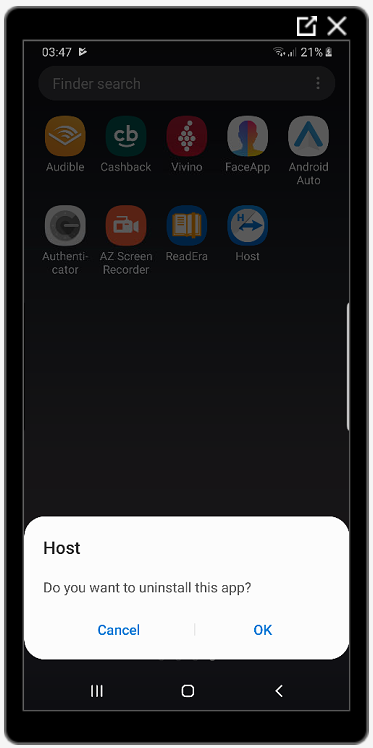 03:47 21%
Finder search
cb
Audible Cashback Vivino FaceApp Android
Auto
H
Authenti-
cator
AZ Screen
Recorder
ReadEra Host
Host
Do you want to uninstall this app?
Cancel OK